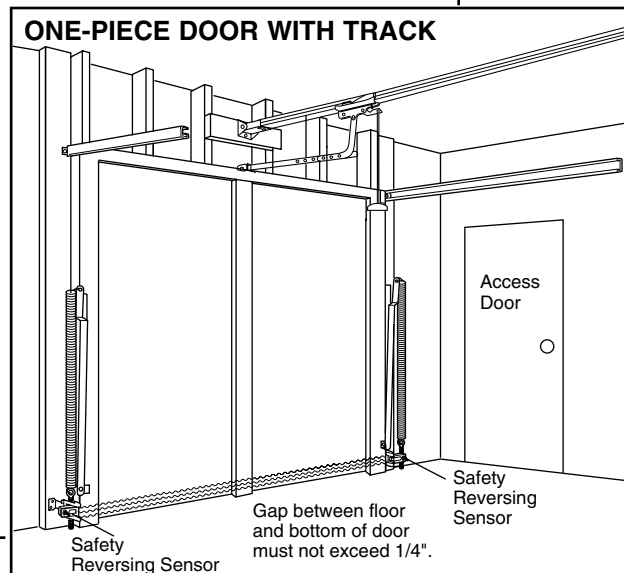 ONE-PIECE DOOR WITH TRACK
Access
Door
Safety
Reversing
Sensor
Gap between floor
and bottom of door
must not exceed 1/4".
Safety
Reversing Sensor